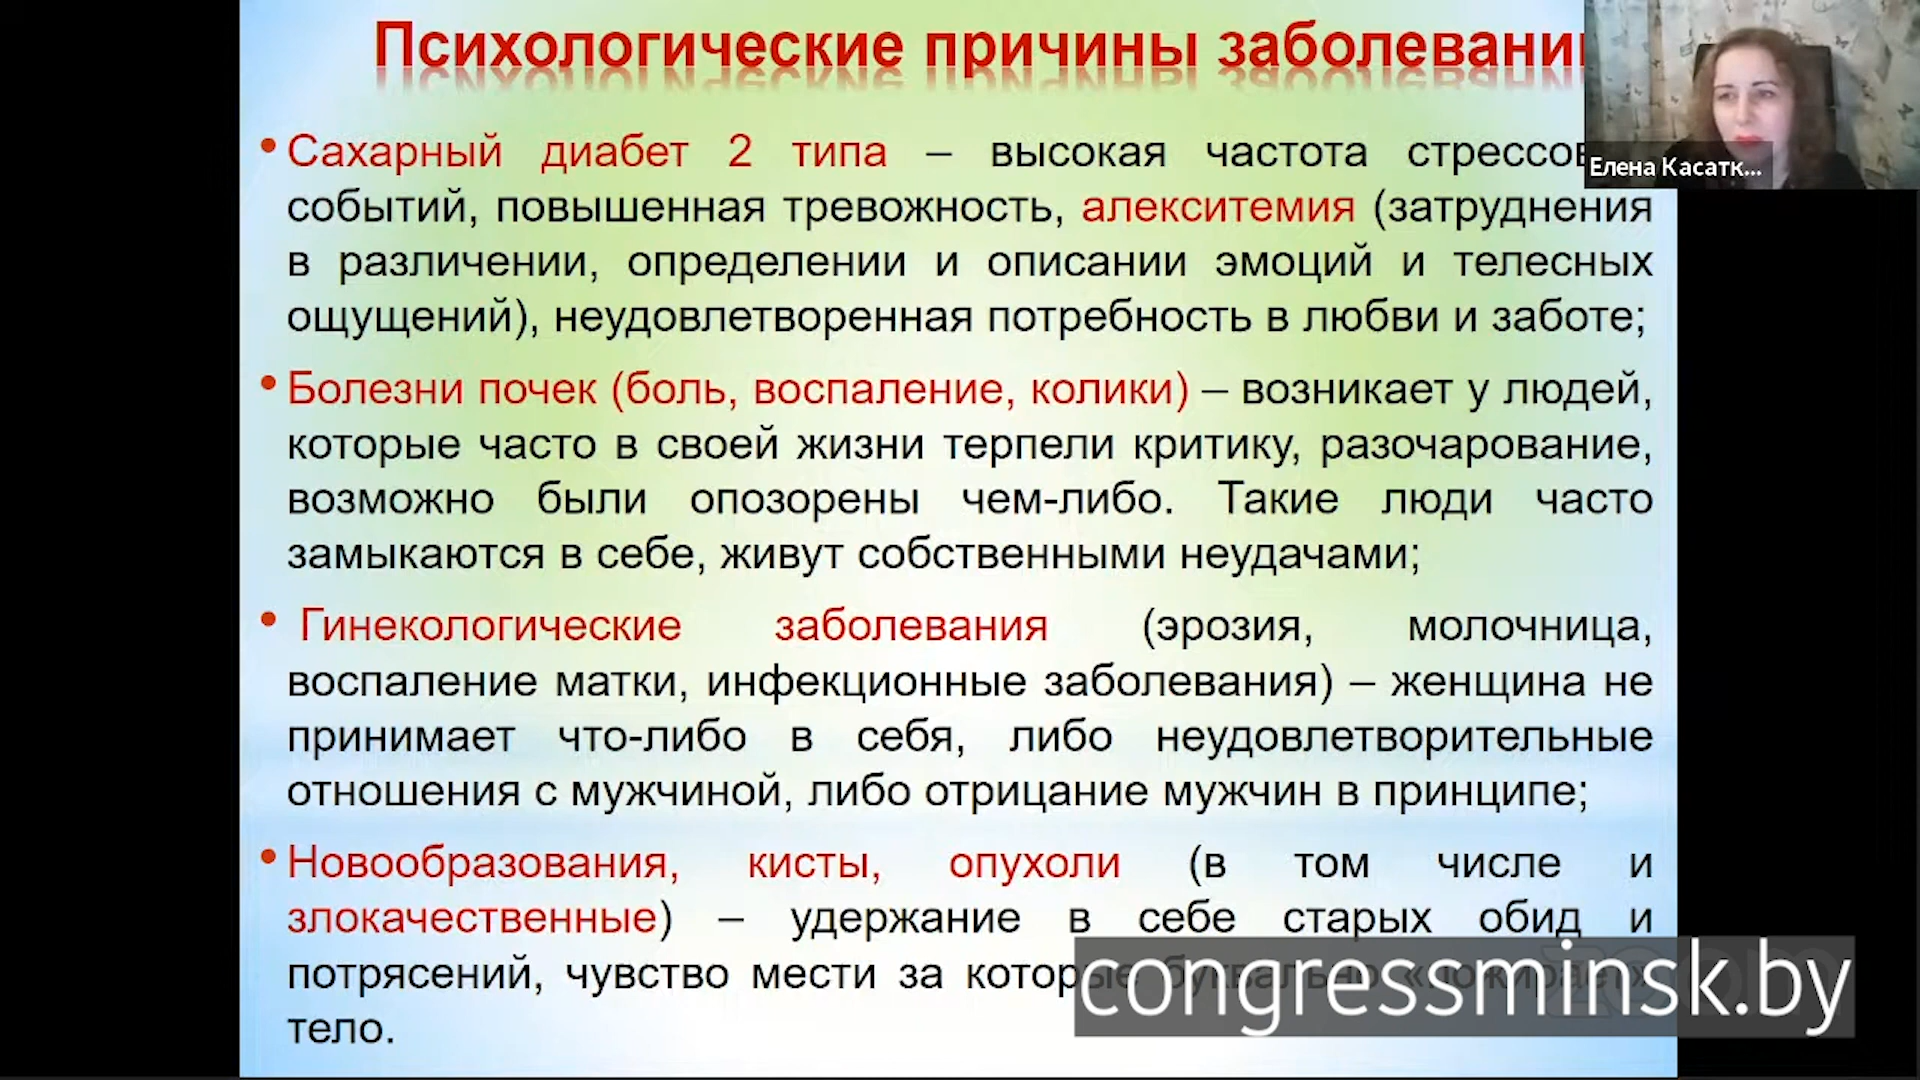 Психологические причины заболевани
Елена Касатк...
• Сахарный диабет 2 типа – высокая частота стрессов
событий, повышенная тревожность, алекситемия (затруднения
в различении, определении и описании эмоций и телесных
ощущений), неудовлетворенная потребность в любви и заботе;
• Болезни почек (боль, воспаление, колики) – возникает у людей,
которые часто в своей жизни терпели критику, разочарование,
возможно были опозорены чем-либо. Такие люди часто
замыкаются в себе, живут собственными неудачами;
• Гинекологические заболевания (эрозия, молочница,
воспаление матки, инфекционные заболевания) – женщина не
принимает что-либо в себя, либо неудовлетворительные
отношения с мужчиной, либо отрицание мужчин в принципе;
• Новообразования, кисты, опухоли (в том числе и
злокачественные) – удержание в себе старых обид и
потрясений, чувство мести за которые буквально «пожирает»
тело.
zoom
congressminsk.by